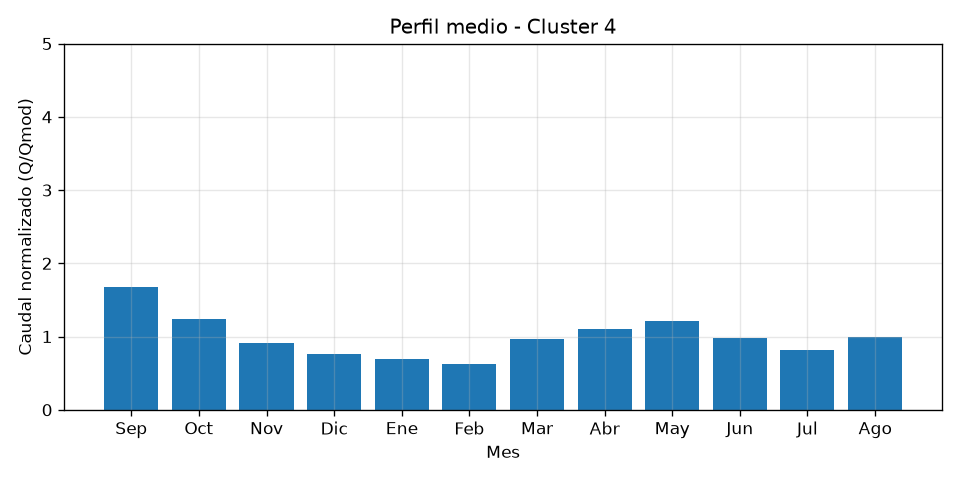 Perfil medio - Cluster 4
Caudal normalizado (Q/Qmod)
5
4
3
2
1
0
Sep Oct Nov Dic Ene Feb Mar Abr May Jun Jul Ago
Mes